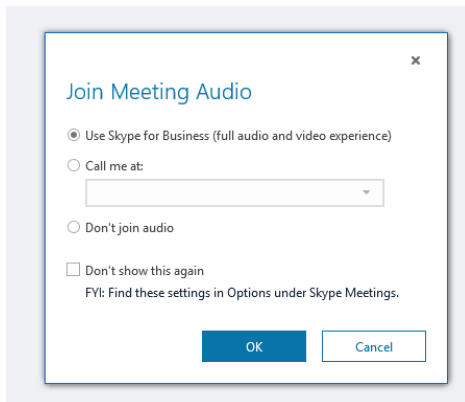 Join Meeting Audio
Use Skype for Business (full audio and video experience)
Call me at:
Don't join audio
Don't show this again
FYI: Find these settings in Options under Skype Meetings.
OK Cancel